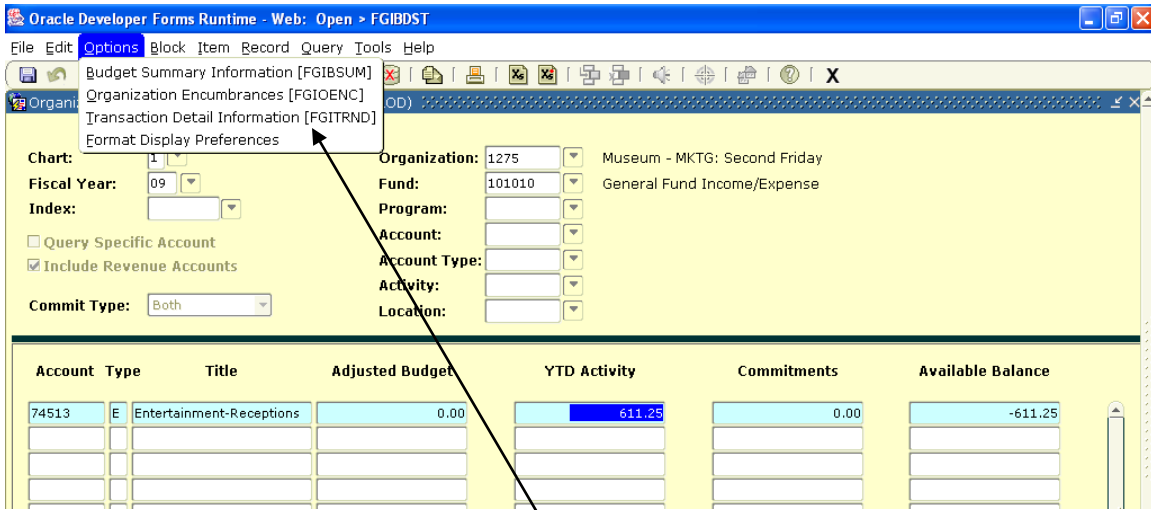 Oracle Developer Forms Runtime - Web: Open > FGIBDST
File Edit Options Block Item Record Query Tools Help
Budget Summary Information [FGIBSUM]
Organization Encumbrances [FGIOENC]
Transaction Detail Information [FGITRND]
Format Display Preferences
X
Organi OD)
Chart: 1 Organization: 1275 Museum - MKTG: Second Friday
Fiscal Year: 09 Fund: 101010 General Fund Income/Expense
Index: Program:
Query Specific Account Account:
Include Revenue Accounts Account Type:
Activity:
Commit Type: Both Location:
Account Type Title Adjusted Budget YTD Activity Commitments Available Balance
74513 E Entertainment-Receptions 0.00 611.25 0.00 -611.25